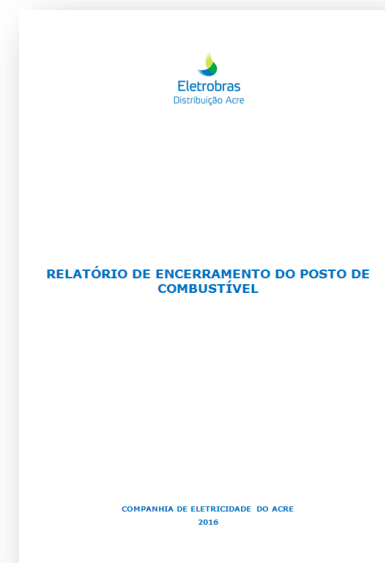 Eletrobras
Distribuição Acre
RELATÓRIO DE ENCERRAMENTO DO POSTO DE
COMBUSTÍVEL
COMPANHIA DE ELETRICIDADE DO ACRE
2016